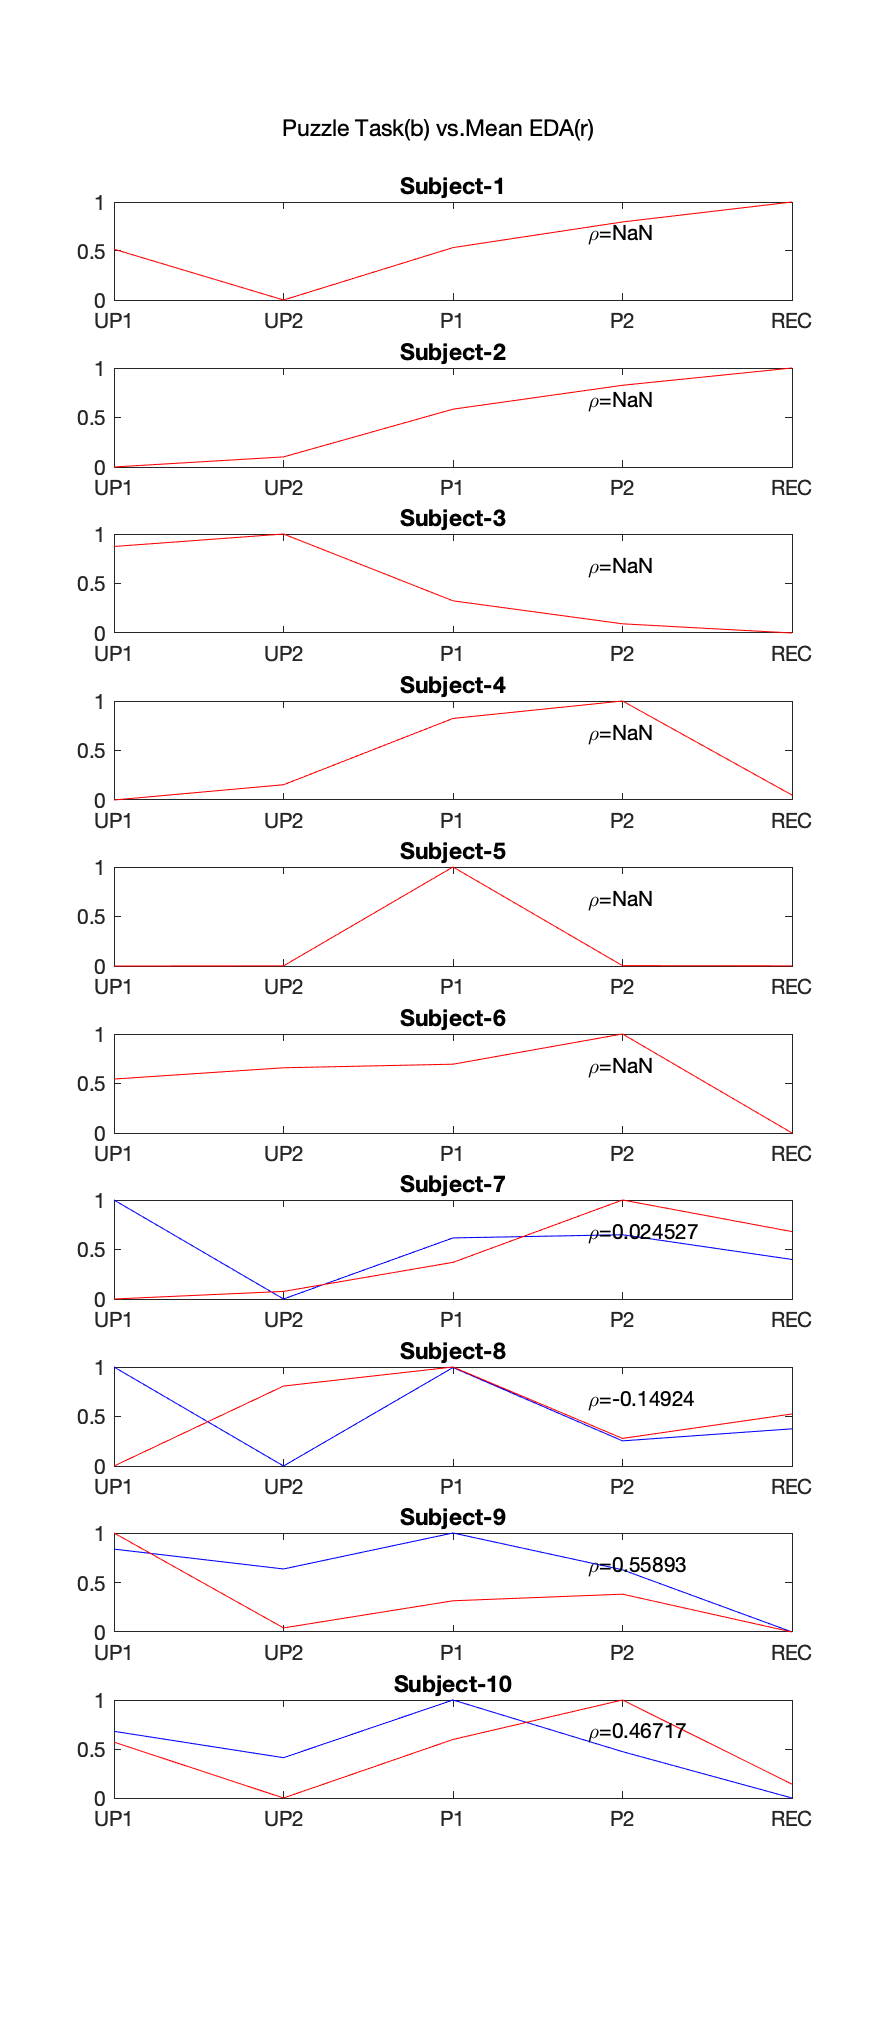 Puzzle Task(b) vs.Mean EDA(r)
Subject-1
1
0.5
0
ρ=NaN
UP1 UP2 P1 P2 REC
Subject-2
1
0.5
0
ρ=NaN
UP1 UP2 P1 P2 REC
Subject-3
1
0.5
0
ρ=NaN
UP1 UP2 P1 P2 REC
Subject-4
1
0.5
0
ρ=NaN
UP1 UP2 P1 P2 REC
Subject-5
1
0.5
0
ρ=NaN
UP1 UP2 P1 P2 REC
Subject-6
1
0.5
0
ρ=NaN
UP1 UP2 P1 P2 REC
Subject-7
1
0.5
0
ρ=0.024527
UP1 UP2 P1 P2 REC
Subject-8
1
0.5
0
ρ=-0.14924
UP1 UP2 P1 P2 REC
Subject-9
1
0.5
0
ρ=0.55893
UP1 UP2 P1 P2 REC
Subject-10
1
0.5
0
ρ=0.46717
UP1 UP2 P1 P2 REC